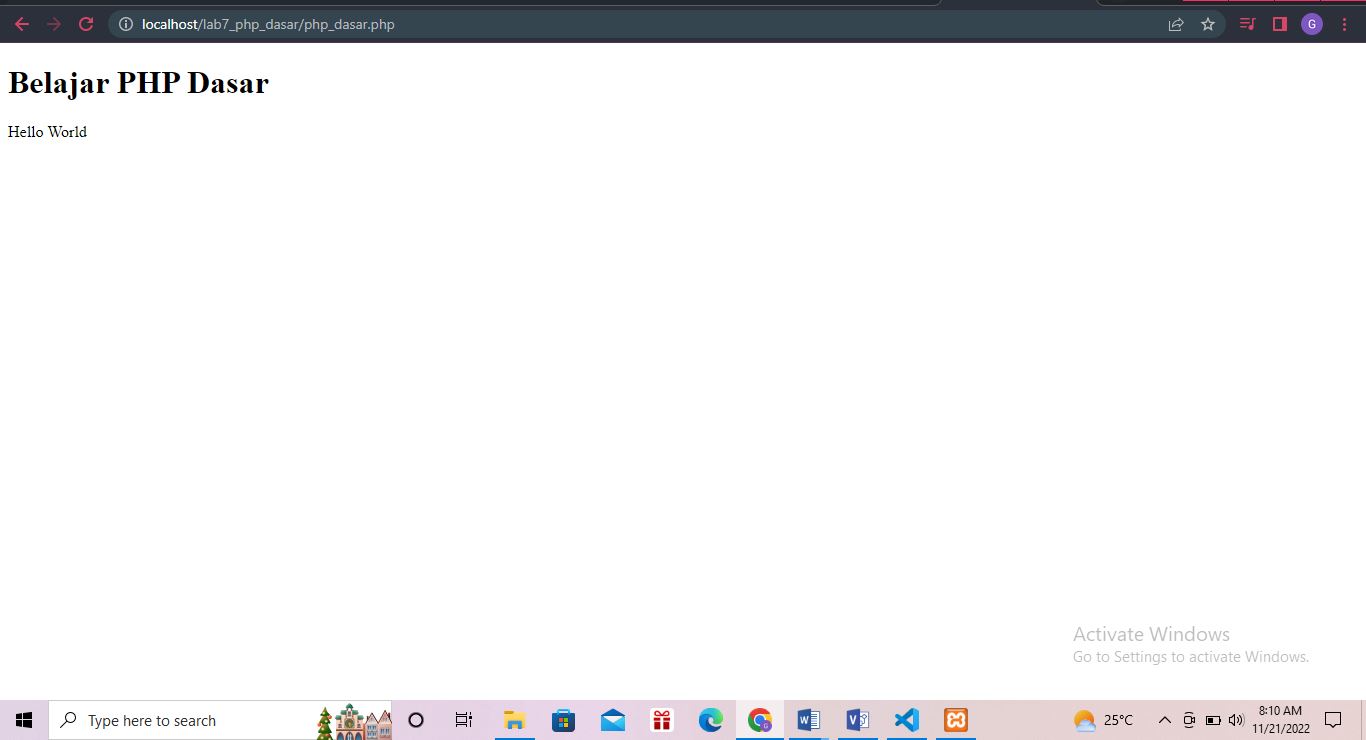 localhost/lab7_php_dasar/php_dasar.php
G
Belajar PHP Dasar
Hello World
Activate Windows
Go to Settings to activate Windows.
Type here to search
25°C
8:10 AM
11/21/2022